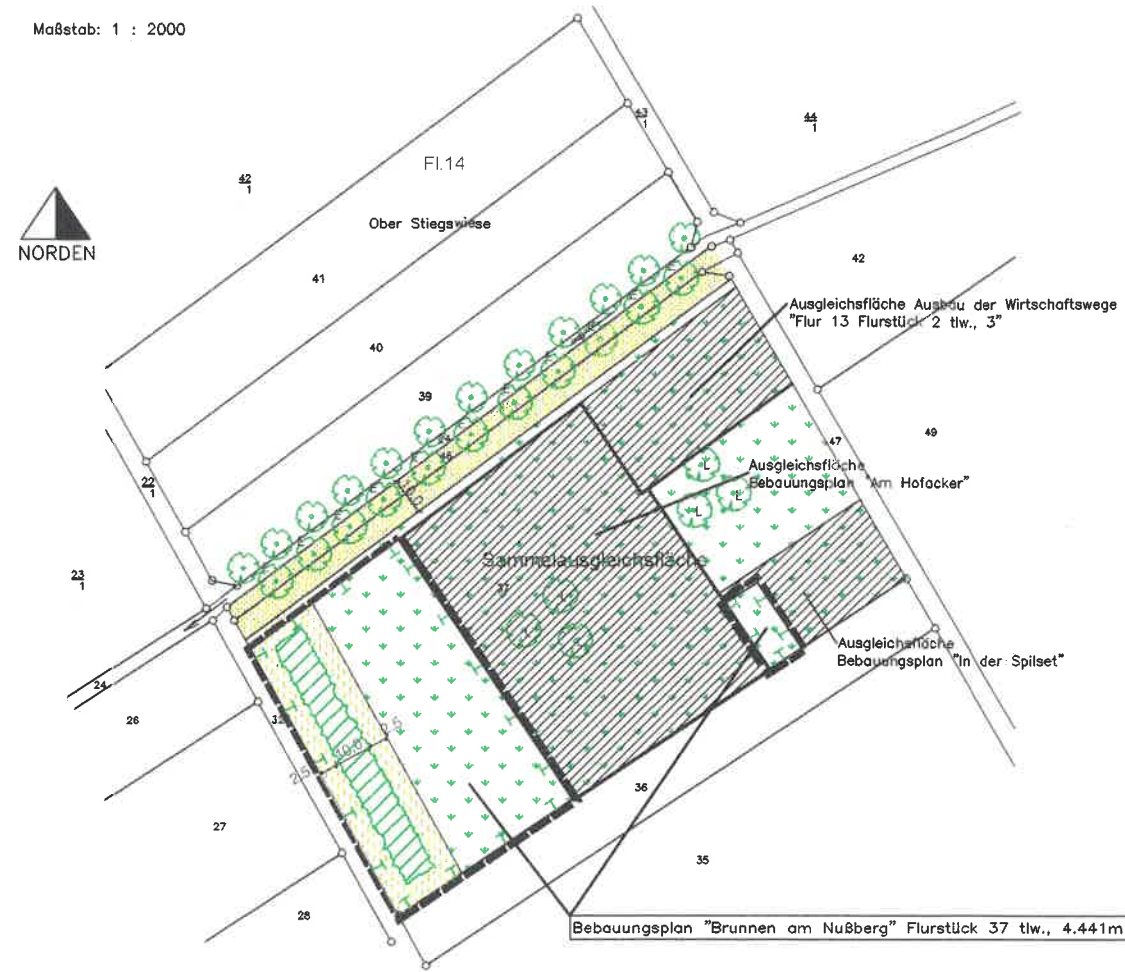 Maßstab: 1 : 2000
43
1
44
1
Fl.14
42
1
Ober Stiegswiese
NORDEN
42
41
Ausgleichsfläche Ausbau der Wirtschaftswege
"Flur 13 Flurstück 2 tlw., 3"
40
39
49
47
22
1
Ausgleichsfläche
Bebauungsplan "Am Hofacker"
L
L
L
Sammelausgleichsfläche
23
1
37
L
L
Ausgleichsfläche
Bebauungsplan "In der Spilset"
24
26
32
2.5
10.0
2.5
36
27
35
28
Bebauungsplan "Brunnen am Nußberg" Flurstück 37 tlw., 4.441m